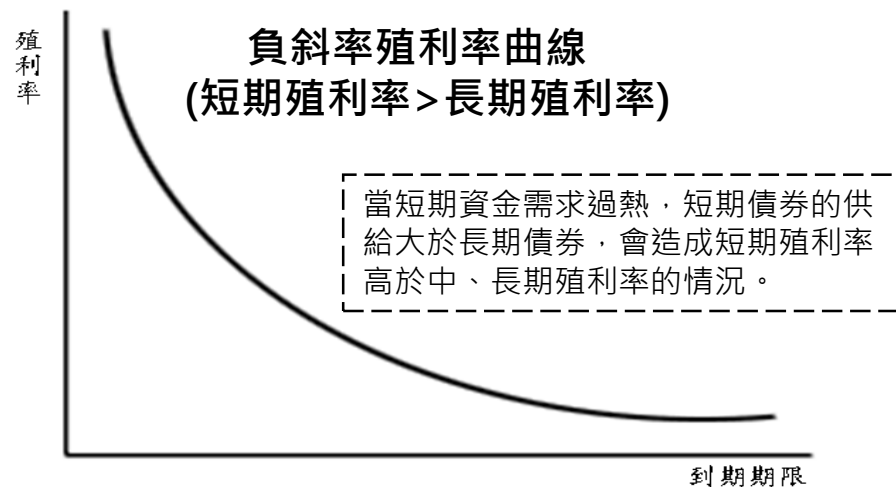 殖利率
負斜率殖利率曲線
(短期殖利率>長期殖利率)
當短期資金需求過熱，短期債券的供
給大於長期債券，會造成短期殖利率
高於中、長期殖利率的情況。
到期期限